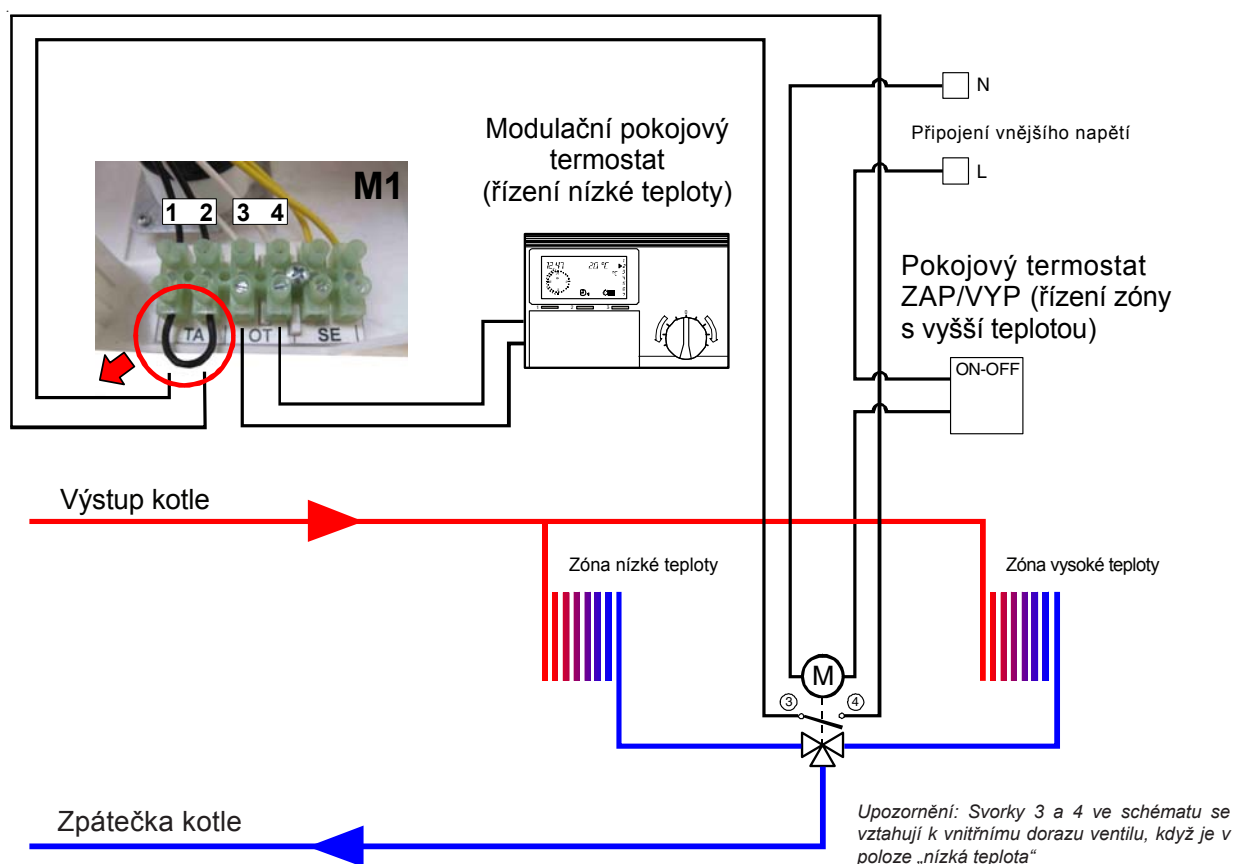 N
Připojení vnějšího napětí
L
Modulační pokojový
termostat
(řízení nízké teploty)
M1
1 2 3 4
TA OT SE
Pokojový termostat
ZAP/VYP (řízení zóny
s vyšší teplotou)
ON-OFF
Výstup kotle
Zóna nízké teploty
Zóna vysoké teploty
M
3 4
Zpátečka kotle
Upozornění: Svorky 3 a 4 ve schématu se
vztahují k vnitřnímu dorazu ventilu, když je v
poloze „nízká teplota“